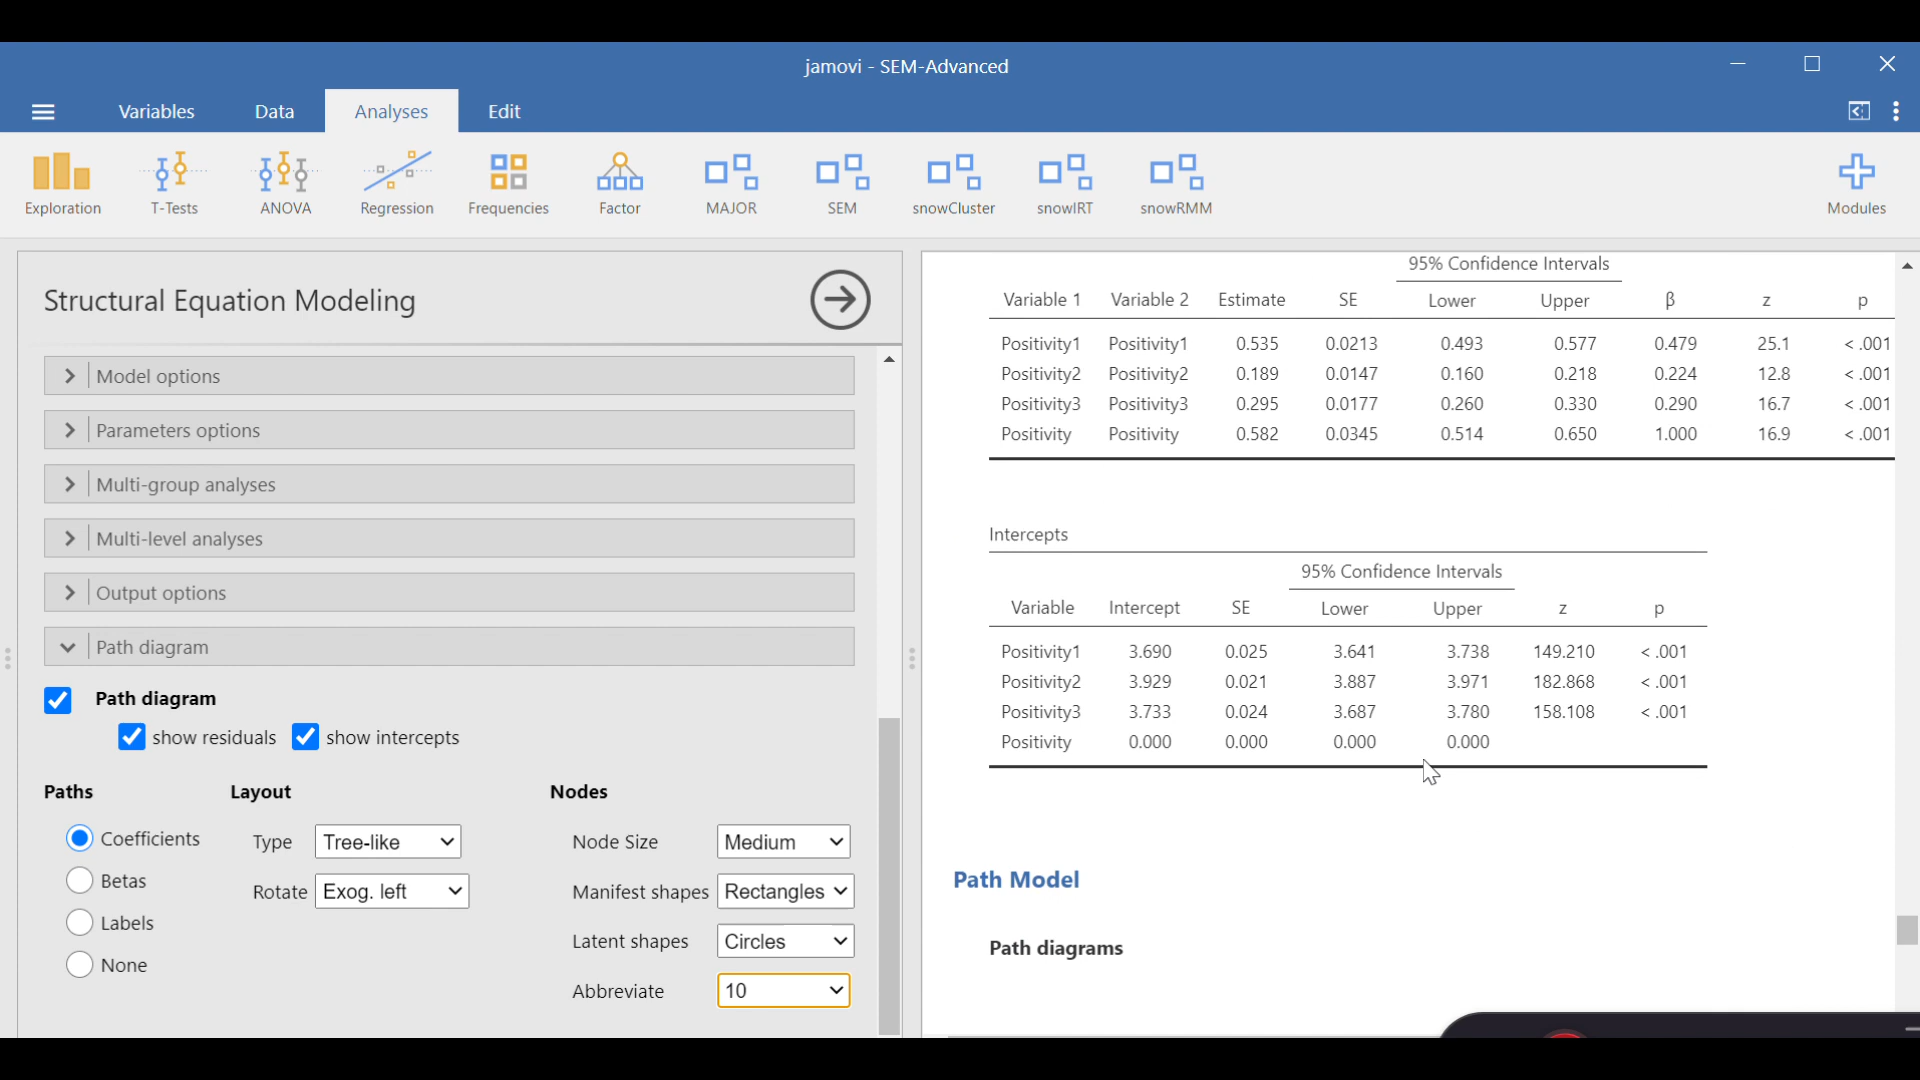 jamovi - SEM-Advanced
Variables Data Analyses Edit
Exploration T-Tests ANOVA Regression Frequencies Factor MAJOR SEM snowCluster snowIRT snowRMM Modules
Structural Equation Modeling
Model options
Parameters options
Multi-group analyses
Multi-level analyses
Output options
Path diagram
Path diagram
show residuals show intercepts
Paths Layout Nodes
Coefficients Type Tree-like Node Size Medium
Betas Rotate Exog. left Manifest shapes Rectangles
Labels Latent shapes Circles
None Abbreviate 10
95% Confidence Intervals
Variable 1 Variable 2 Estimate SE Lower Upper β z p
Positivity1 Positivity1 0.535 0.0213 0.493 0.577 0.479 25.1 < .001
Positivity2 Positivity2 0.189 0.0147 0.160 0.218 0.224 12.8 < .001
Positivity3 Positivity3 0.295 0.0177 0.260 0.330 0.290 16.7 < .001
Positivity Positivity 0.582 0.0345 0.514 0.650 1.000 16.9 < .001
Intercepts
95% Confidence Intervals
Variable Intercept SE Lower Upper z p
Positivity1 3.690 0.025 3.641 3.738 149.210 < .001
Positivity2 3.929 0.021 3.887 3.971 182.868 < .001
Positivity3 3.733 0.024 3.687 3.780 158.108 < .001
Positivity 0.000 0.000 0.000 0.000
Path Model
Path diagrams